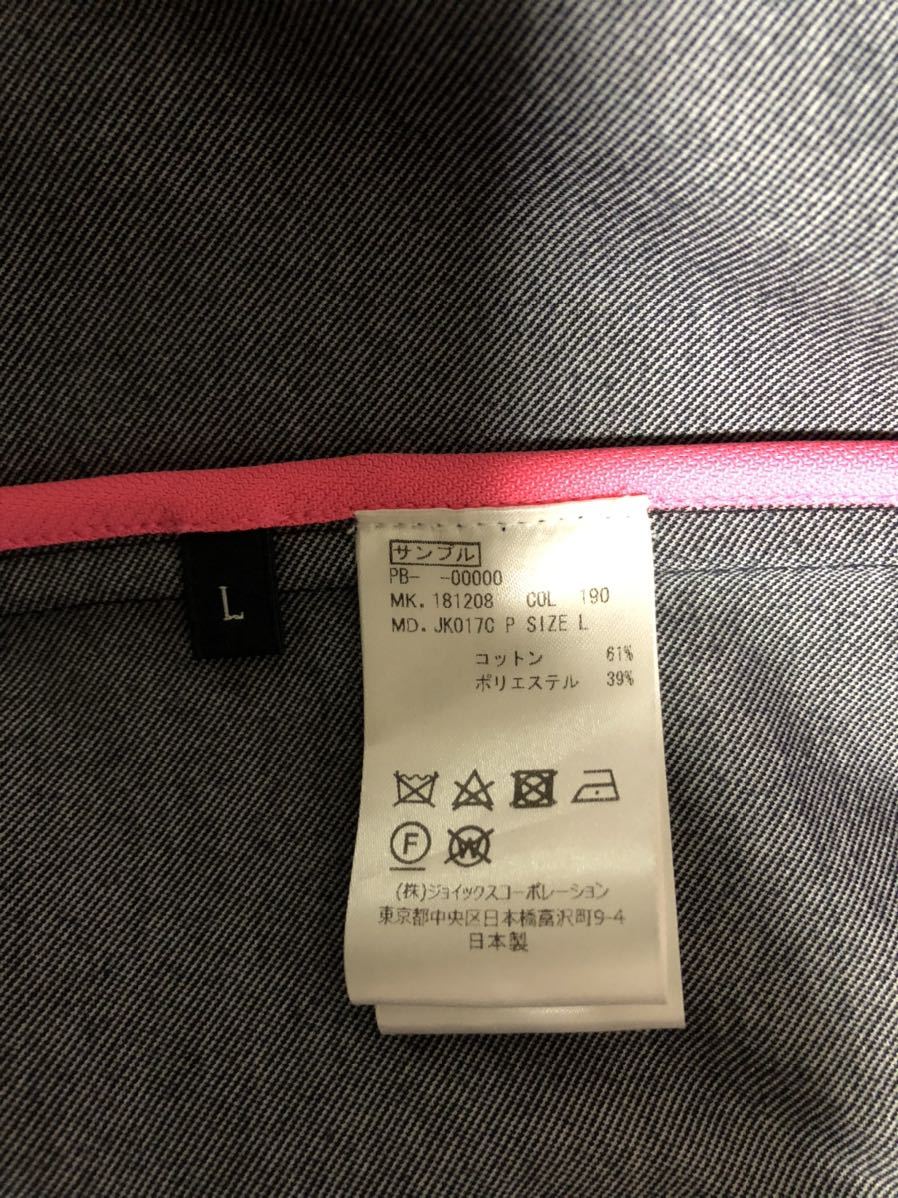 L
サンプル
PB- -00000
MK. 181208 COL 190
MD. JK017C P SIZE L
コットン 61%
ポリエステル 39%
F W
(株)ジョイックスコーポレーション
東京都中央区日本橋富沢町9-4
日本製